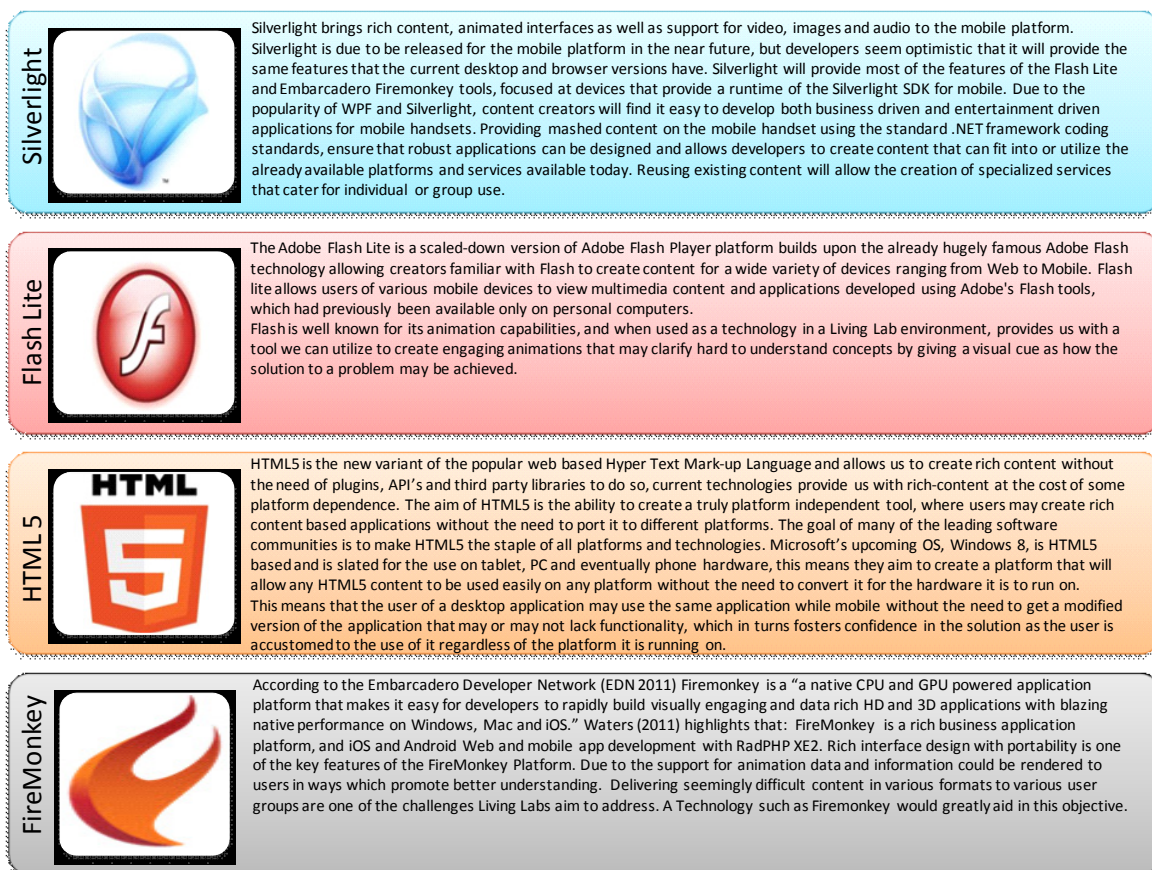 Silverlight
Silverlight brings rich content, animated interfaces as well as support for video, images and audio to the mobile platform.
Silverlight is due to be released for the mobile platform in the near future, but developers seem optimistic that it will provide the
same features that the current desktop and browser versions have. Silverlight will provide most of the features of the Flash Lite
and Embarcadero Firemonkey tools, focused at devices that provide a runtime of the Silverlight SDK for mobile. Due to the
popularity of WPF and Silverlight, content creators will find it easy to develop both business driven and entertainment driven
applications for mobile handsets. Providing mashed content on the mobile handset using the standard .NET framework coding
standards, ensure that robust applications can be designed and allows developers to create content that can fit into or utilize the
already available platforms and services available today. Reusing existing content will allow the creation of specialized services
that cater for individual or group use.
Flash Lite
The Adobe Flash Lite is a scaled-down version of Adobe Flash Player platform builds upon the already hugely famous Adobe Flash
technology allowing creators familiar with Flash to create content for a wide variety of devices ranging from Web to Mobile. Flash
lite allows users of various mobile devices to view multimedia content and applications developed using Adobe's Flash tools,
which had previously been available only on personal computers.
Flash is well known for its animation capabilities, and when used as a technology in a Living Lab environment, provides us with a
tool we can utilize to create engaging animations that may clarify hard to understand concepts by giving a visual cue as how the
solution to a problem may be achieved.
HTML5
HTML
5
HTML5 is the new variant of the popular web based Hyper Text Mark-up Language and allows us to create rich content without
the need of plugins, API's and third party libraries to do so, current technologies provide us with rich-content at the cost of some
platform dependence. The aim of HTML5 is the ability to create a truly platform independent tool, where users may create rich
content based applications without the need to port it to different platforms. The goal of many of the leading software
communities is to make HTML5 the staple of all platforms and technologies. Microsoft's upcoming OS, Windows 8, is HTML5
based and is slated for the use on tablet, PC and eventually phone hardware, this means they aim to create a platform that will
allow any HTML5 content to be used easily on any platform without the need to convert it for the hardware it is to run on.
This means that the user of a desktop application may use the same application while mobile without the need to get a modified
version of the application that may or may not lack functionality, which in turns fosters confidence in the solution as the user is
accustomed to the use of it regardless of the platform it is running on.
FireMonkey
According to the Embarcadero Developer Network (EDN 2011) Firemonkey is a “a native CPU and GPU powered application
platform that makes it easy for developers to rapidly build visually engaging and data rich HD and 3D applications with blazing
native performance on Windows, Mac and iOS.” Waters (2011) highlights that: FireMonkey is a rich business application
platform, and iOS and Android Web and mobile app development with RadPHP XE2. Rich interface design with portability is one
of the key features of the FireMonkey Platform. Due to the support for animation data and information could be rendered to
users in ways which promote better understanding. Delivering seemingly difficult content in various formats to various user
groups are one of the challenges Living Labs aim to address. A Technology such as Firemonkey would greatly aid in this objective.